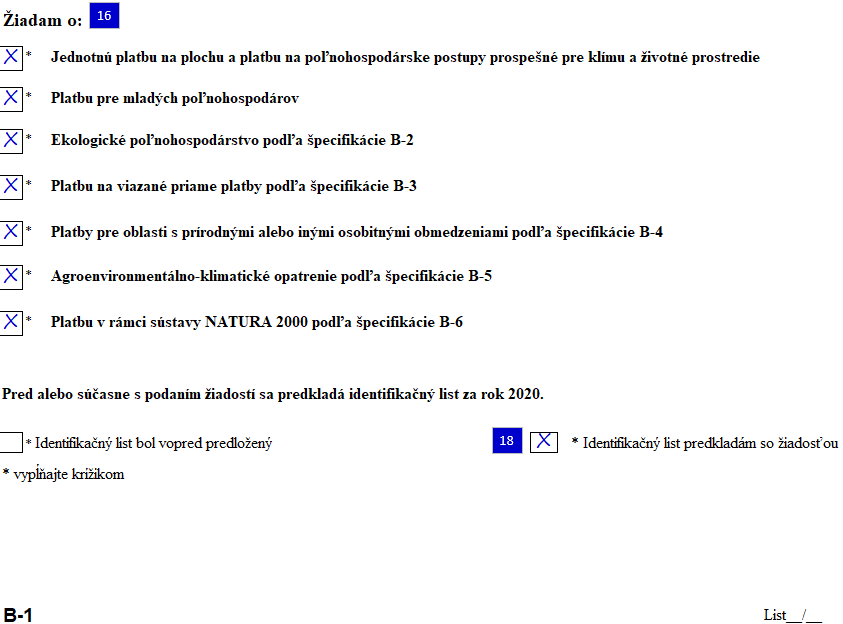 Žiadam o: 16
X * Jednotnú platbu na plochu a platbu na poľnohospodárske postupy prospešné pre klímu a životné prostredie
X * Platbu pre mladých poľnohospodárov
X * Ekologické poľnohospodárstvo podľa špecifikácie B-2
X * Platbu na viazané priame platby podľa špecifikácie B-3
X * Platby pre oblasti s prírodnými alebo inými osobitnými obmedzeniami podľa špecifikácie B-4
X * Agroenvironmentálno-klimatické opatrenie podľa špecifikácie B-5
X * Platbu v rámci sústavy NATURA 2000 podľa špecifikácie B-6
Pred alebo súčasne s podaním žiadostí sa predkladá identifikačný list za rok 2020.
* Identifikačný list bol vopred predložený 18 X * Identifikačný list predkladám so žiadosťou
* vypĺňajte krížikom
B-1 List__/__